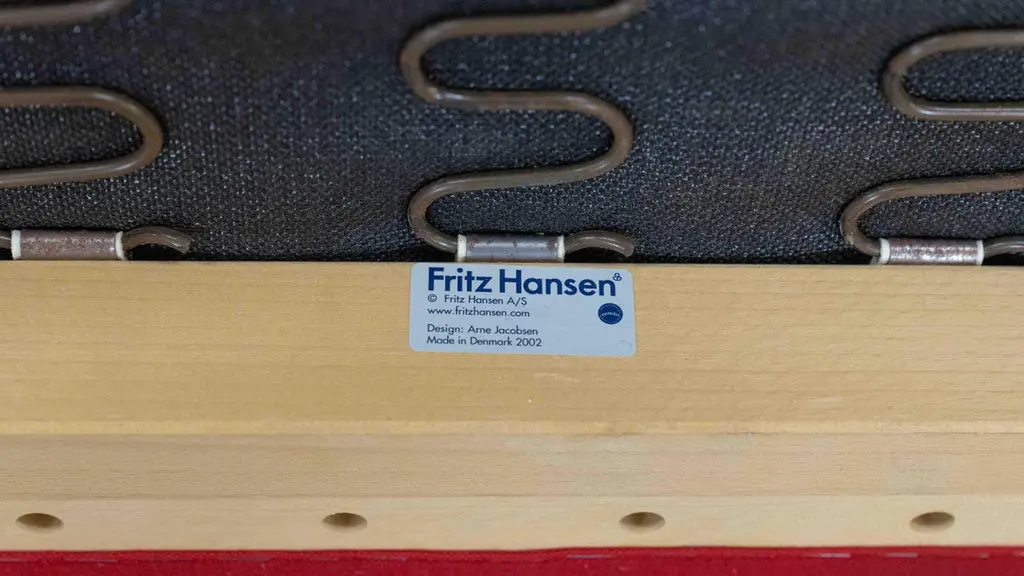 Fritz Hansen
© Fritz Hansen A/S
www.fritzhansen.com
Design: Arne Jacobsen
Made in Denmark 2002